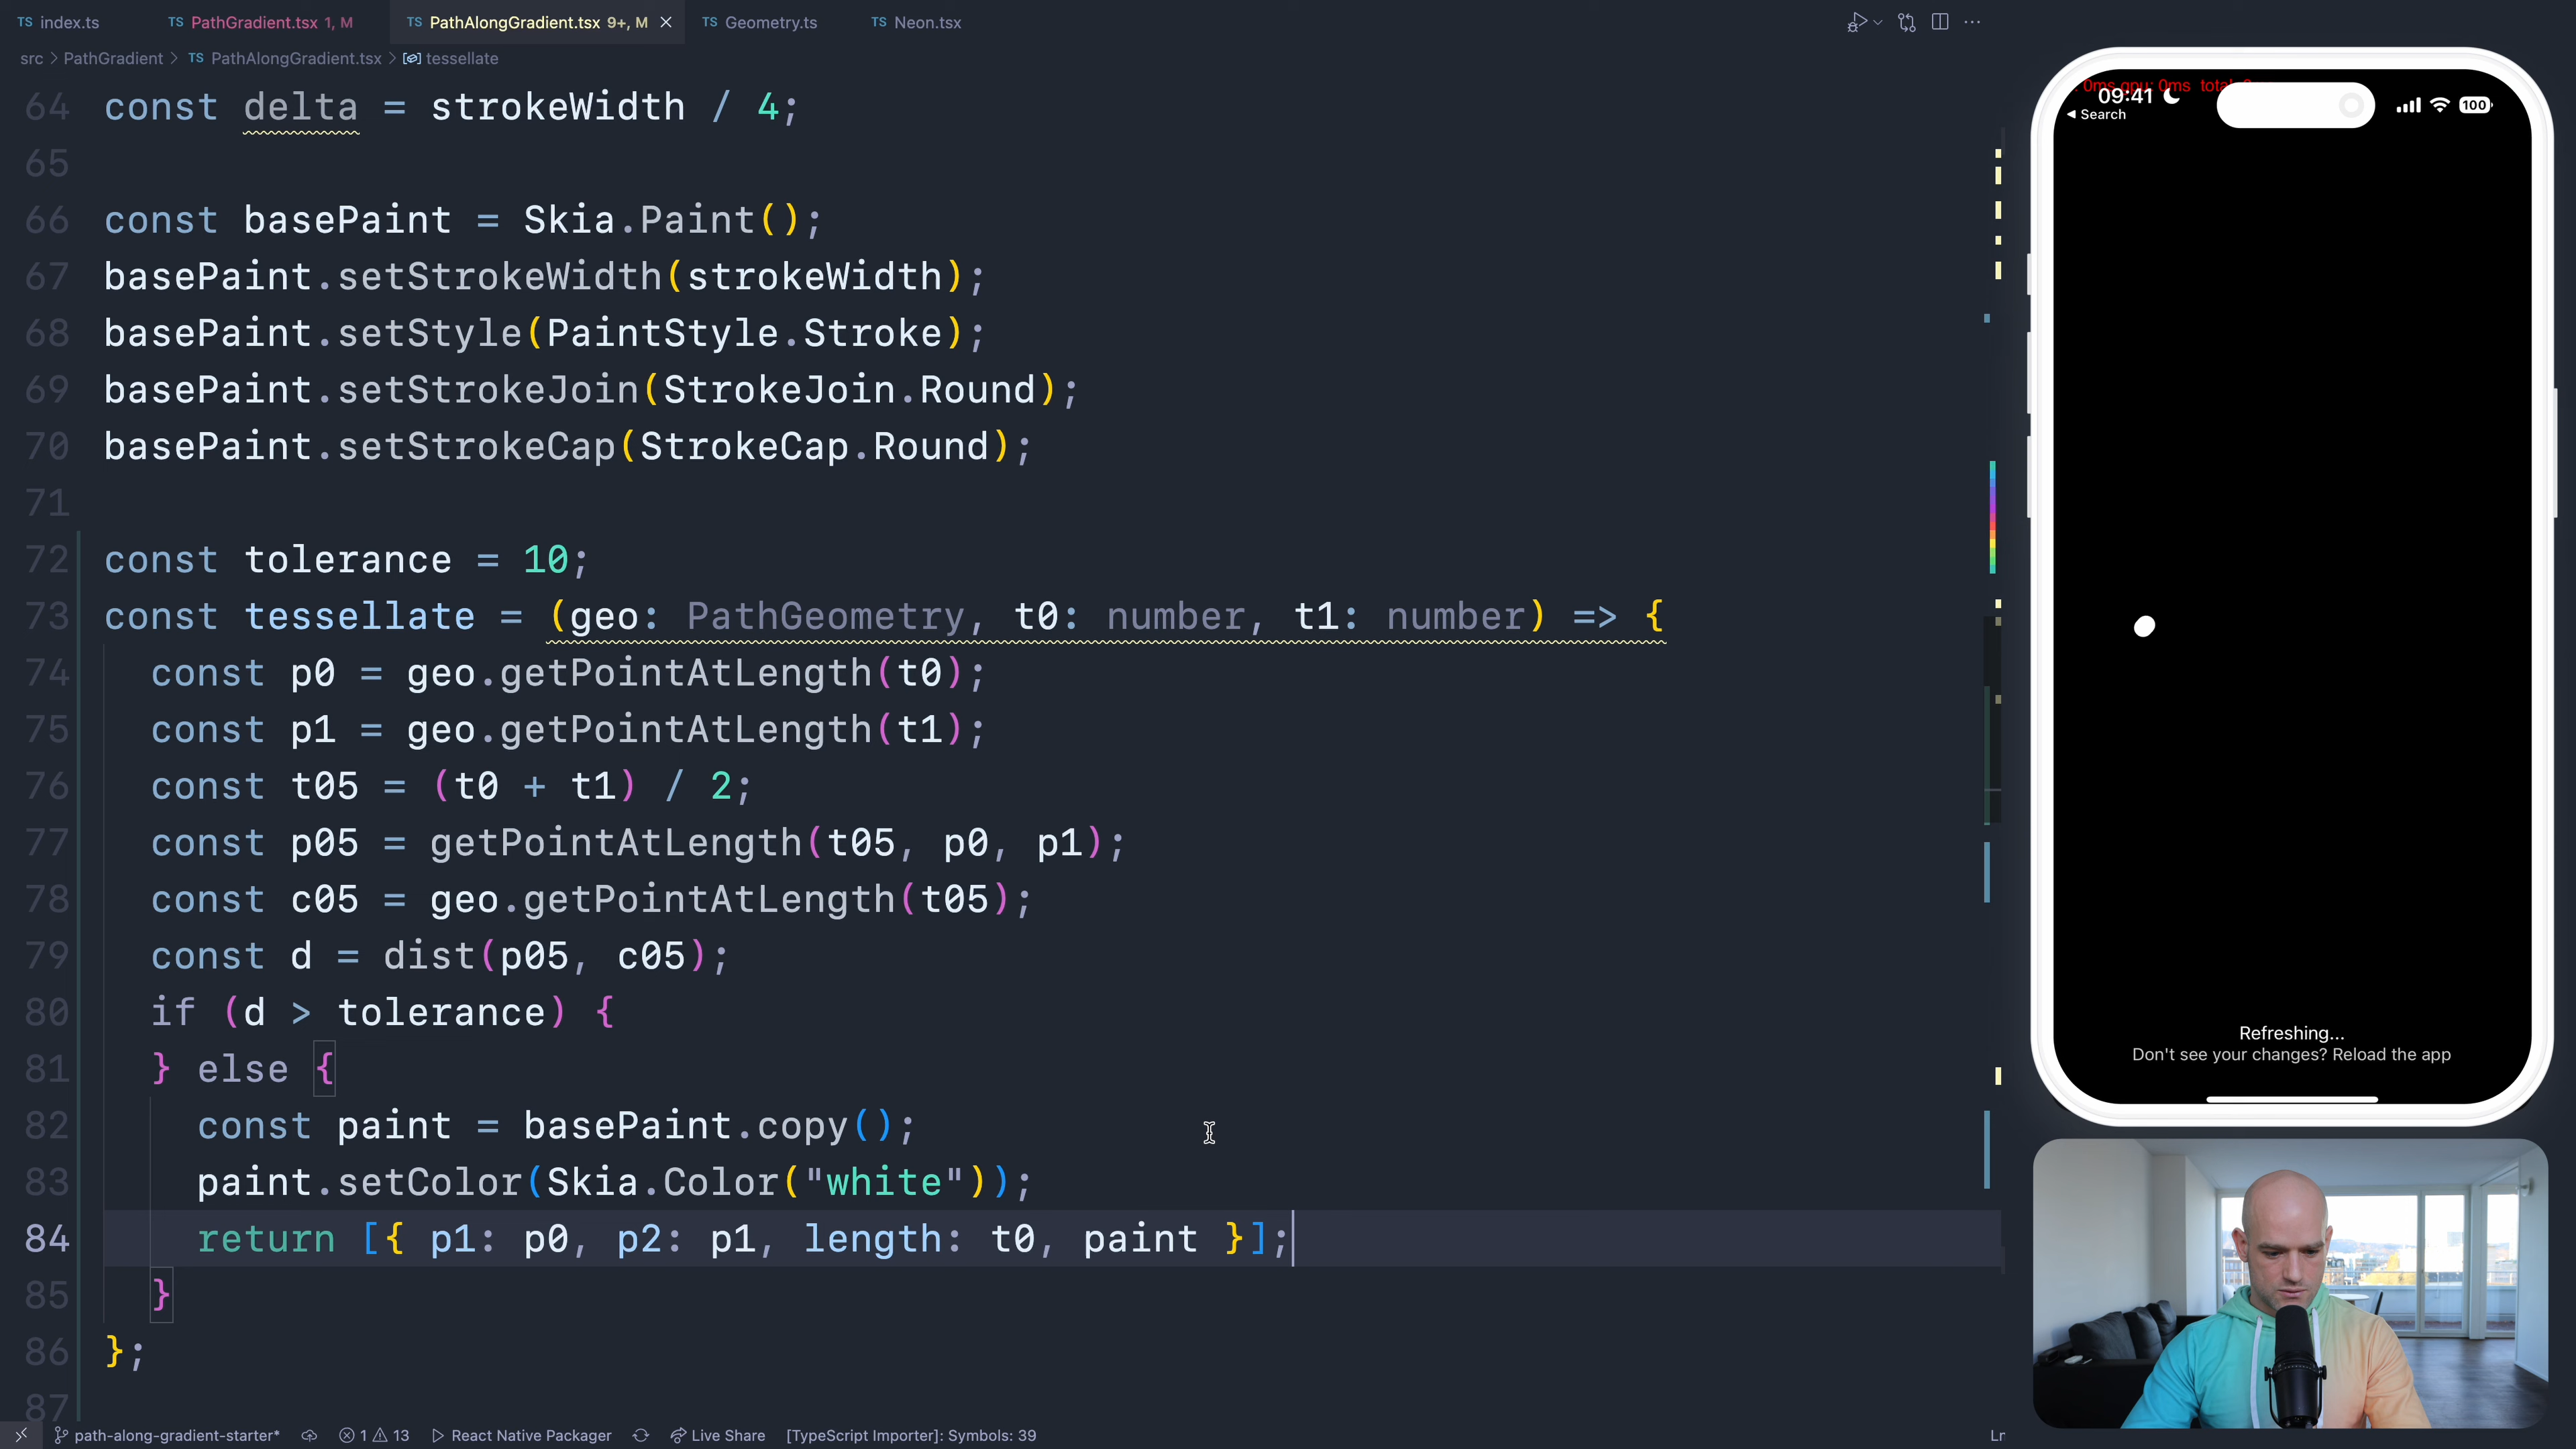 TS index.ts
TS PathGradient.tsx 1, M
TS PathAlongGradient.tsx 9+, M
TS Geometry.ts
TS Neon.tsx
src > PathGradient > TS PathAlongGradient.tsx > tessellate
64 const delta = strokeWidth / 4;
65
66 const basePaint = Skia.Paint();
67 basePaint.setStrokeWidth(strokeWidth);
68 basePaint.setStyle(PaintStyle.Stroke);
69 basePaint.setStrokeJoin(StrokeJoin.Round);
70 basePaint.setStrokeCap(StrokeCap.Round);
71
72 const tolerance = 10;
73 const tessellate = (geo: PathGeometry, t0: number, t1: number) => {
74 const p0 = geo.getPointAtLength(t0);
75 const p1 = geo.getPointAtLength(t1);
76 const t05 = (t0 + t1) / 2;
77 const p05 = getPointAtLength(t05, p0, p1);
78 const c05 = geo.getPointAtLength(t05);
79 const d = dist(p05, c05);
80 if (d > tolerance) {
81 } else {
82 const paint = basePaint.copy();
83 paint.setColor(Skia.Color("white"));
84 return [{ p1: p0, p2: p1, length: t0, paint }];
85 }
86 };
87
path-along-gradient-starter* 1 13 React Native Packager Live Share [TypeScript Importer]: Symbols: 39
Ln
0ms gpu: 0ms
09:41
100
Search
Refreshing...
Don't see your changes? Reload the app